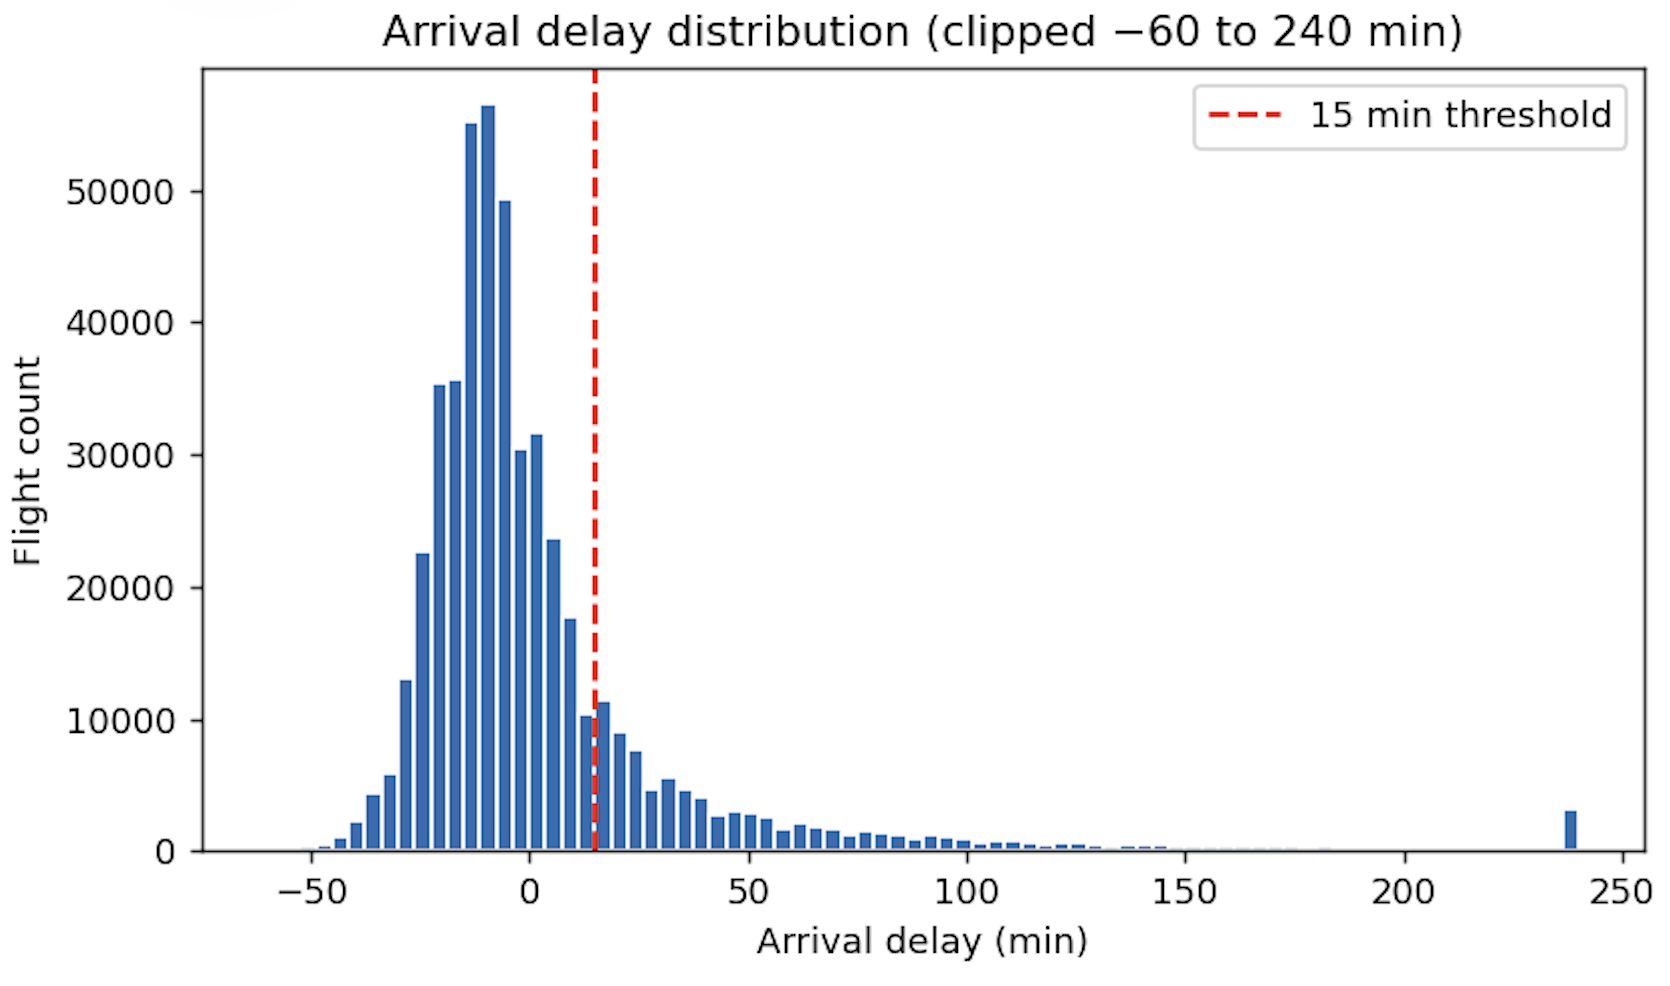 Arrival delay distribution (clipped −60 to 240 min)
15 min threshold
50000
40000
30000
20000
10000
0
Flight count
−50 0 50 100 150 200 250
Arrival delay (min)